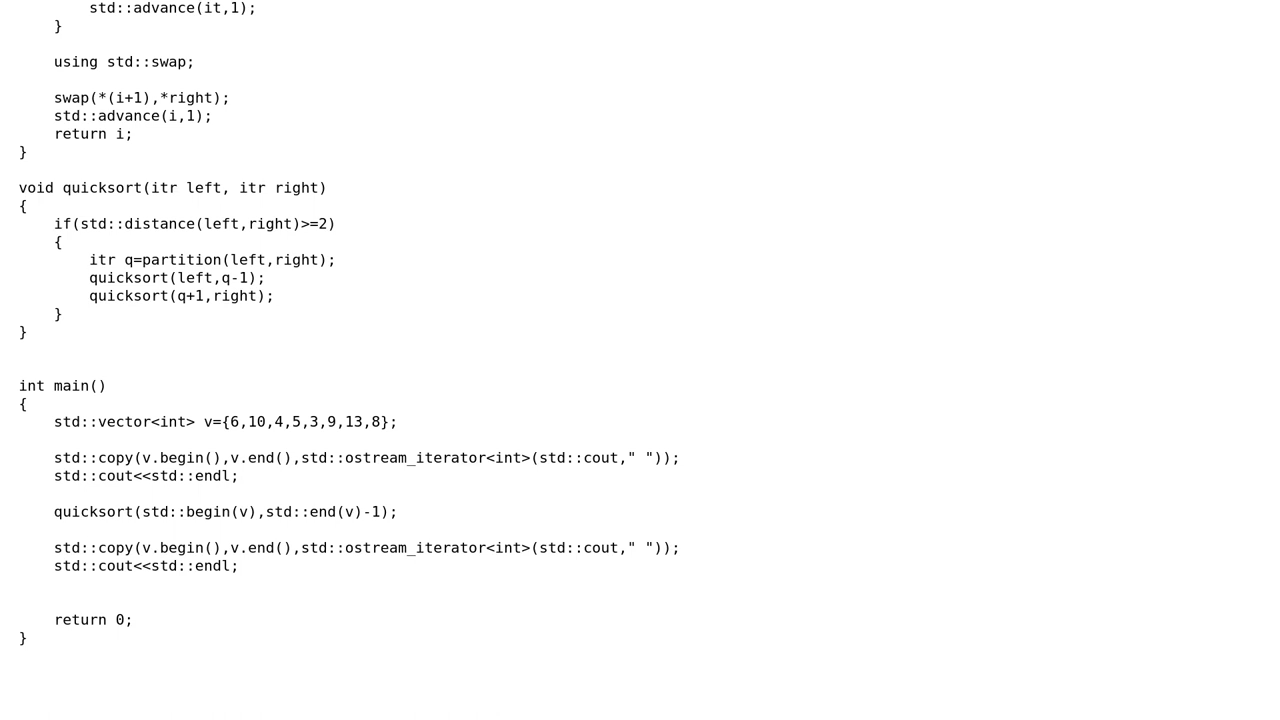 std::advance(it,1);
    }

    using std::swap;

    swap(*(i+1),*right);
    std::advance(i,1);
    return i;
}

void quicksort(itr left, itr right)
{
    if(std::distance(left,right)>=2)
    {
        itr q=partition(left,right);
        quicksort(left,q-1);
        quicksort(q+1,right);
    }
}


int main()
{
    std::vector<int> v={6,10,4,5,3,9,13,8};

    std::copy(v.begin(),v.end(),std::ostream_iterator<int>(std::cout," "));
    std::cout<<std::endl;

    quicksort(std::begin(v),std::end(v)-1);

    std::copy(v.begin(),v.end(),std::ostream_iterator<int>(std::cout," "));
    std::cout<<std::endl;


    return 0;
}